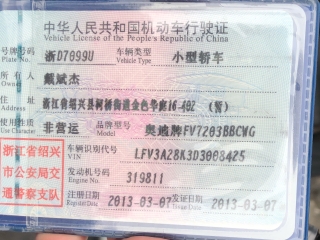 中华人民共和国机动车行驶证
Vehicle License of the People's Republic of China
号牌号码 浙D7099U 车辆类型 小型轿车
Plate No. Vehicle Type
所有人 戴斌杰
Owner
住址 浙江省绍兴县柯桥街道金色华庭16-402 (暂)
Address
使用性质 非营运 品牌型号 奥迪牌FV7203BBCWG
Use Character Model
车辆识别代号 LFV3A28K3D3008425
VIN
发动机号码 319811
Engine No.
注册日期 2013-03-07 发证日期 2013-03-07
Register Date Issue Date
浙江省绍兴
市公安局交
通警察支队